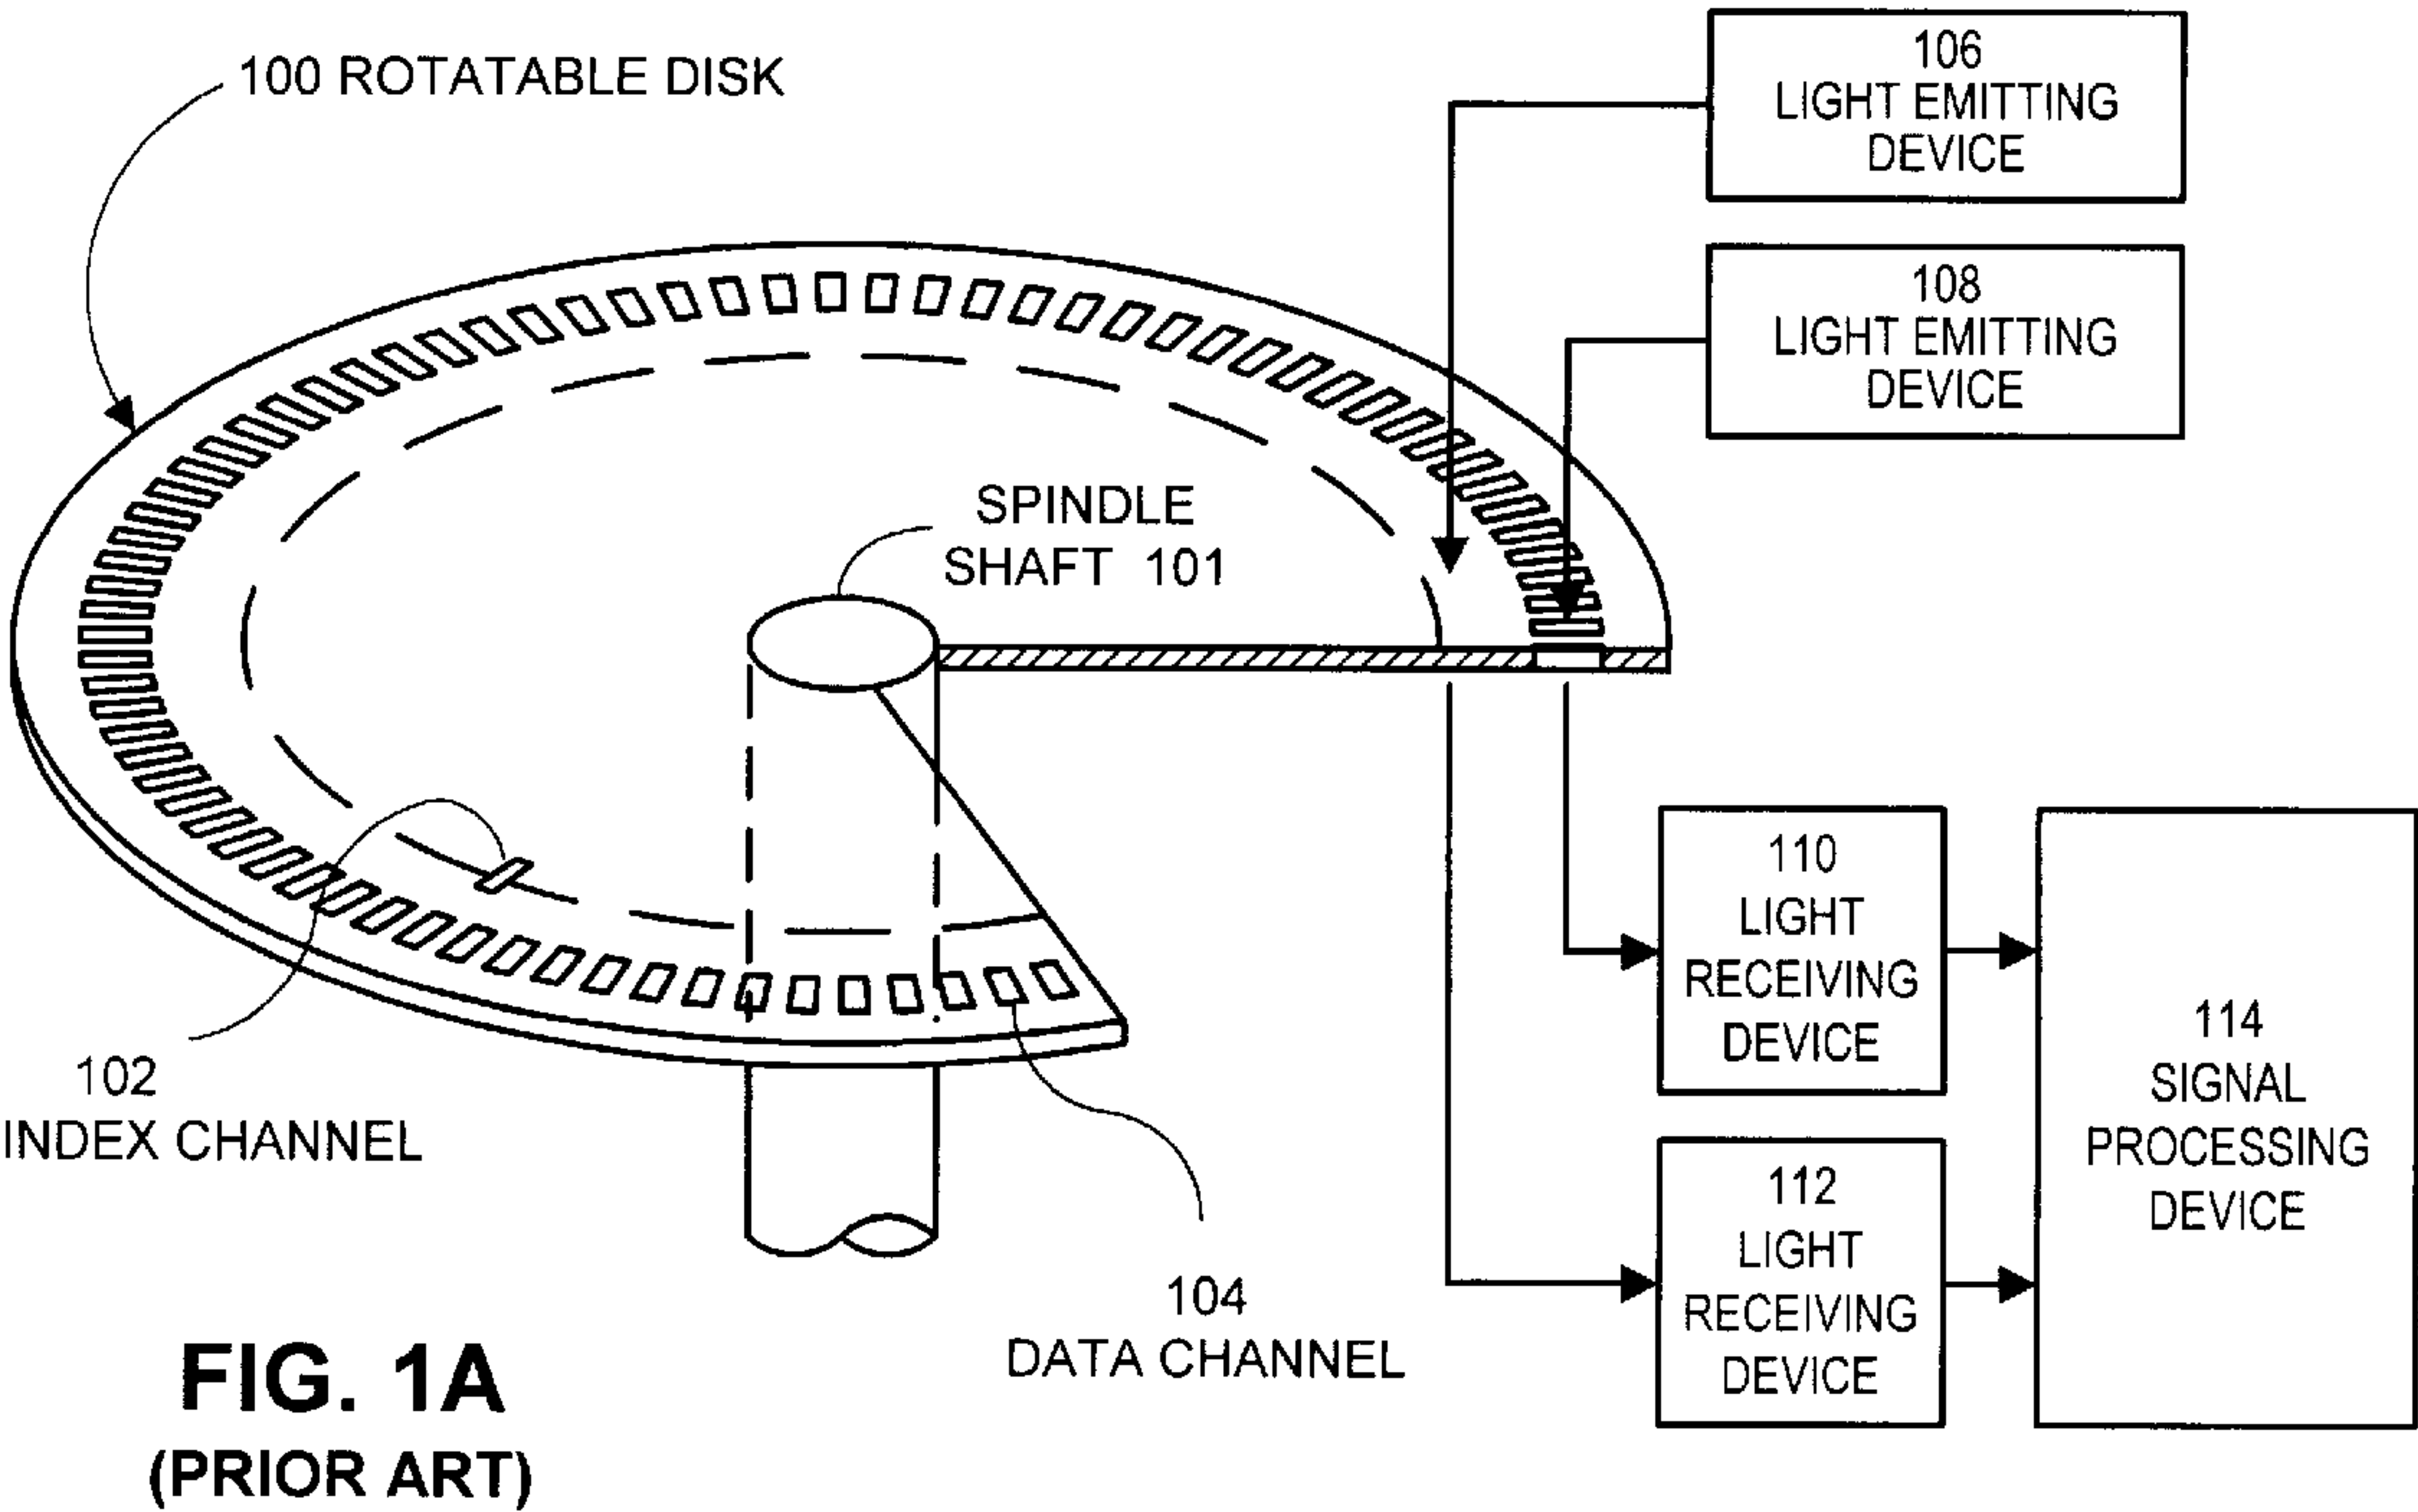 100 ROTATABLE DISK
106
LIGHT EMITTING
DEVICE
108
LIGHT EMITTING
DEVICE
SPINDLE
SHAFT 101
110
LIGHT
RECEIVING
DEVICE
114
SIGNAL
PROCESSING
DEVICE
112
LIGHT
RECEIVING
DEVICE
102
INDEX CHANNEL
104
DATA CHANNEL
FIG. 1A
(PRIOR ART)